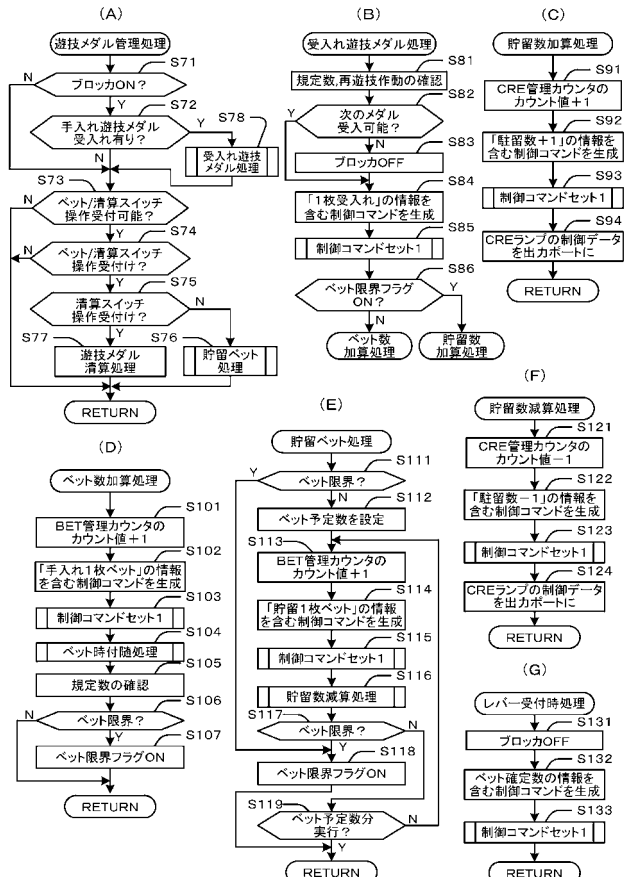 (A)
遊技メダル管理処理
S71
ブロッカON?
N
Y
S72
手入れ遊技メダル
受入れ有り?
Y
N
S78
受入れ遊技
メダル処理
S73
ベット/清算スイッチ
操作受付可能?
N
Y
S74
ベット/清算スイッチ
操作受付け?
N
Y
S75
清算スイッチ
操作受付け?
N
Y
S77
遊技メダル
清算処理
S76
貯留ベット
処理
RETURN
(B)
受入れ遊技メダル処理
S81
規定数,再遊技作動の確認
S82
次のメダル
受入可能?
Y
N
S83
ブロッカOFF
S84
「1枚受入れ」の情報を
含む制御コマンドを生成
S85
制御コマンドセット1
S86
ベット限界フラグ
ON?
N
Y
ベット数
加算処理
貯留数
加算処理
(C)
貯留数加算処理
S91
CRE管理カウンタの
カウント値+1
S92
「駐留数+1」の情報を
含む制御コマンドを生成
S93
制御コマンドセット1
S94
CREランプの制御データ
を出力ポートに
RETURN
(D)
ベット数加算処理
S101
BET管理カウンタの
カウント値+1
S102
「手入れ1枚ベット」の情報
を含む制御コマンドを生成
S103
制御コマンドセット1
S104
ベット時付随処理
S105
規定数の確認
S106
ベット限界?
N
Y
S107
ベット限界フラグON
RETURN
(E)
貯留ベット処理
S111
ベット限界?
Y
N
S112
ベット予定数を設定
S113
BET管理カウンタの
カウント値+1
S114
「貯留1枚ベット」の情報
を含む制御コマンドを生成
S115
制御コマンドセット1
S116
貯留数減算処理
S117
ベット限界?
N
Y
S118
ベット限界フラグON
S119
ベット予定数分
実行?
N
Y
RETURN
(F)
貯留数減算処理
S121
CRE管理カウンタの
カウント値-1
S122
「駐留数-1」の情報を
含む制御コマンドを生成
S123
制御コマンドセット1
S124
CREランプの制御データ
を出力ポートに
RETURN
(G)
レバー受付時処理
S131
ブロッカOFF
S132
ベット確定数の情報を
含む制御コマンドを生成
S133
制御コマンドセット1
RETURN